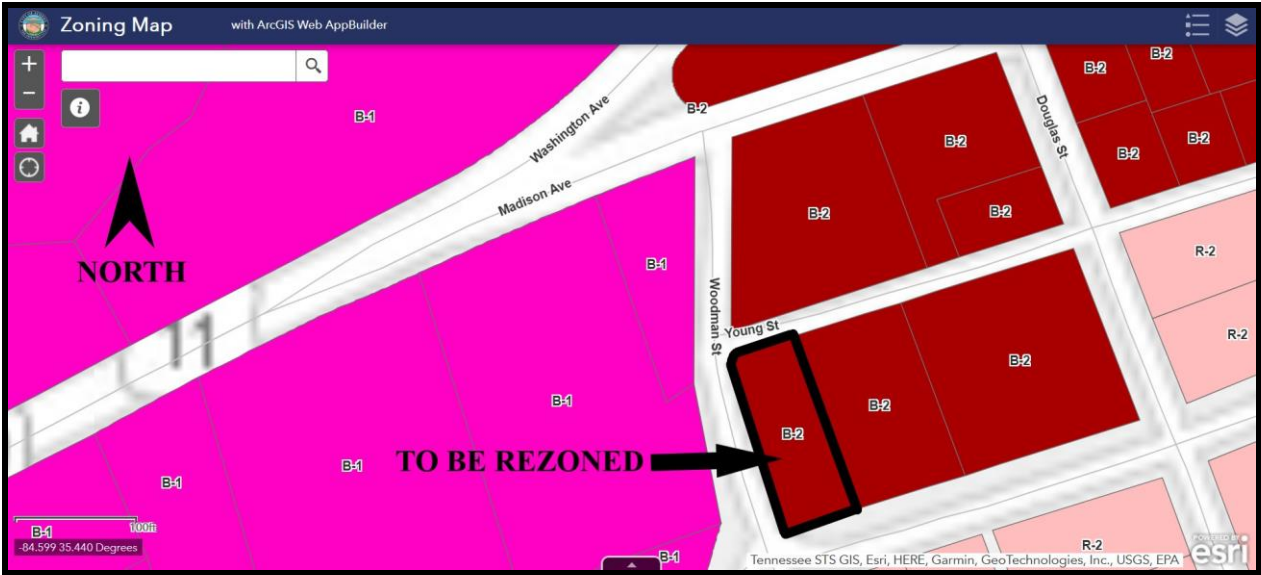 Zoning Map with ArcGIS Web AppBuilder
+
−
i
B-1
Washington Ave
B-2
B-2
B-2
Douglas St
B-2
B-2
B-2
Madison Ave
B-2
B-2
R-2
NORTH
B-1
Woodman St
Young St
11
R-2
B-2
B-1
B-2
B-2
TO BE REZONED
B-1
B-1
B-1
100ft
-84.599 35.440 Degrees
B-1
R-2
Tennessee STS GIS, Esri, HERE, Garmin, GeoTechnologies, Inc., USGS, EPA
POWERED BY
esri